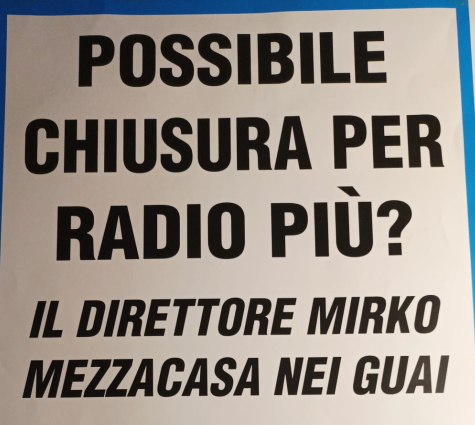 POSSIBILE
CHIUSURA PER
RADIO PIÙ?
IL DIRETTORE MIRKO
MEZZACASA NEI GUAI